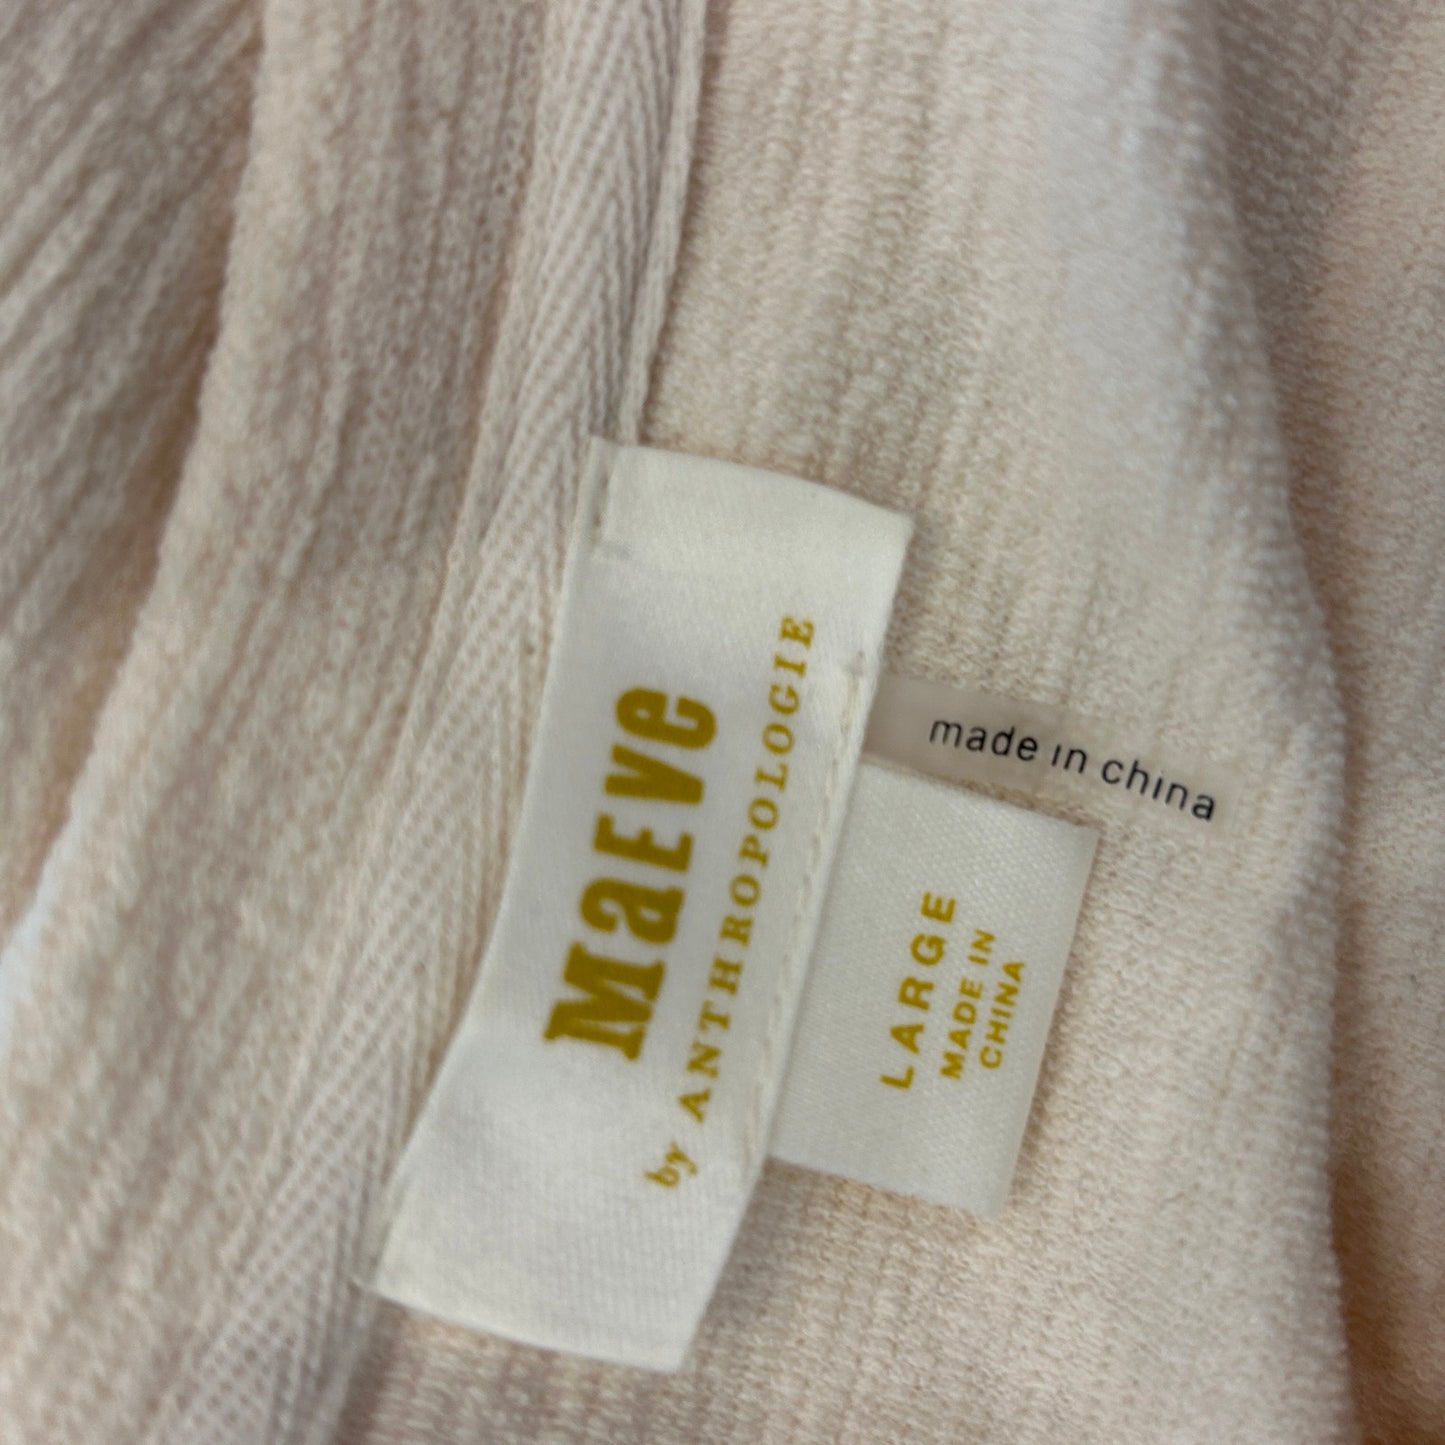 MaEve
by ANTHROPOLOGIE
made in china
LARGE
MADE IN
CHINA